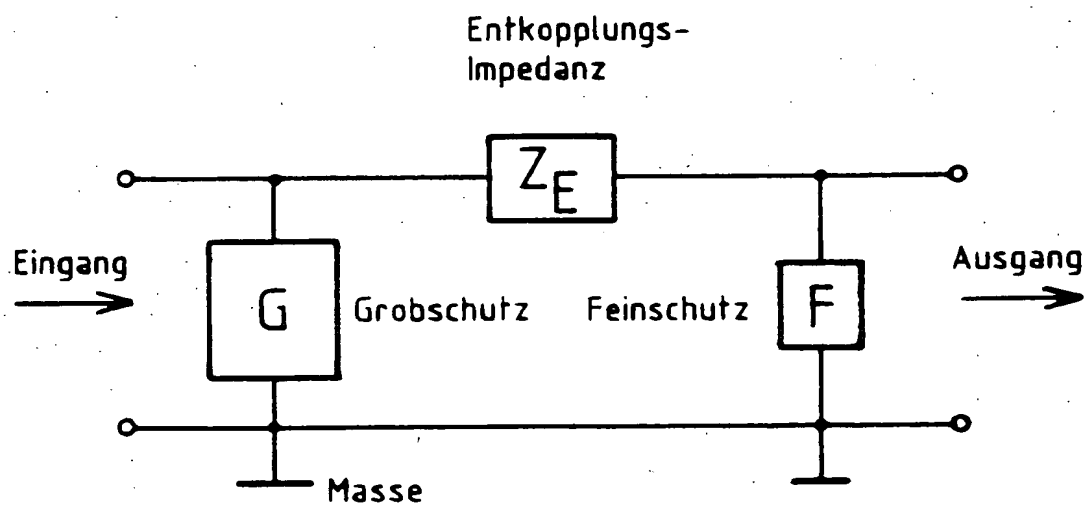 Entkopplungs-
Impedanz
Z_E
Eingang
G
Grobschutz
Feinschutz
F
Ausgang
Masse